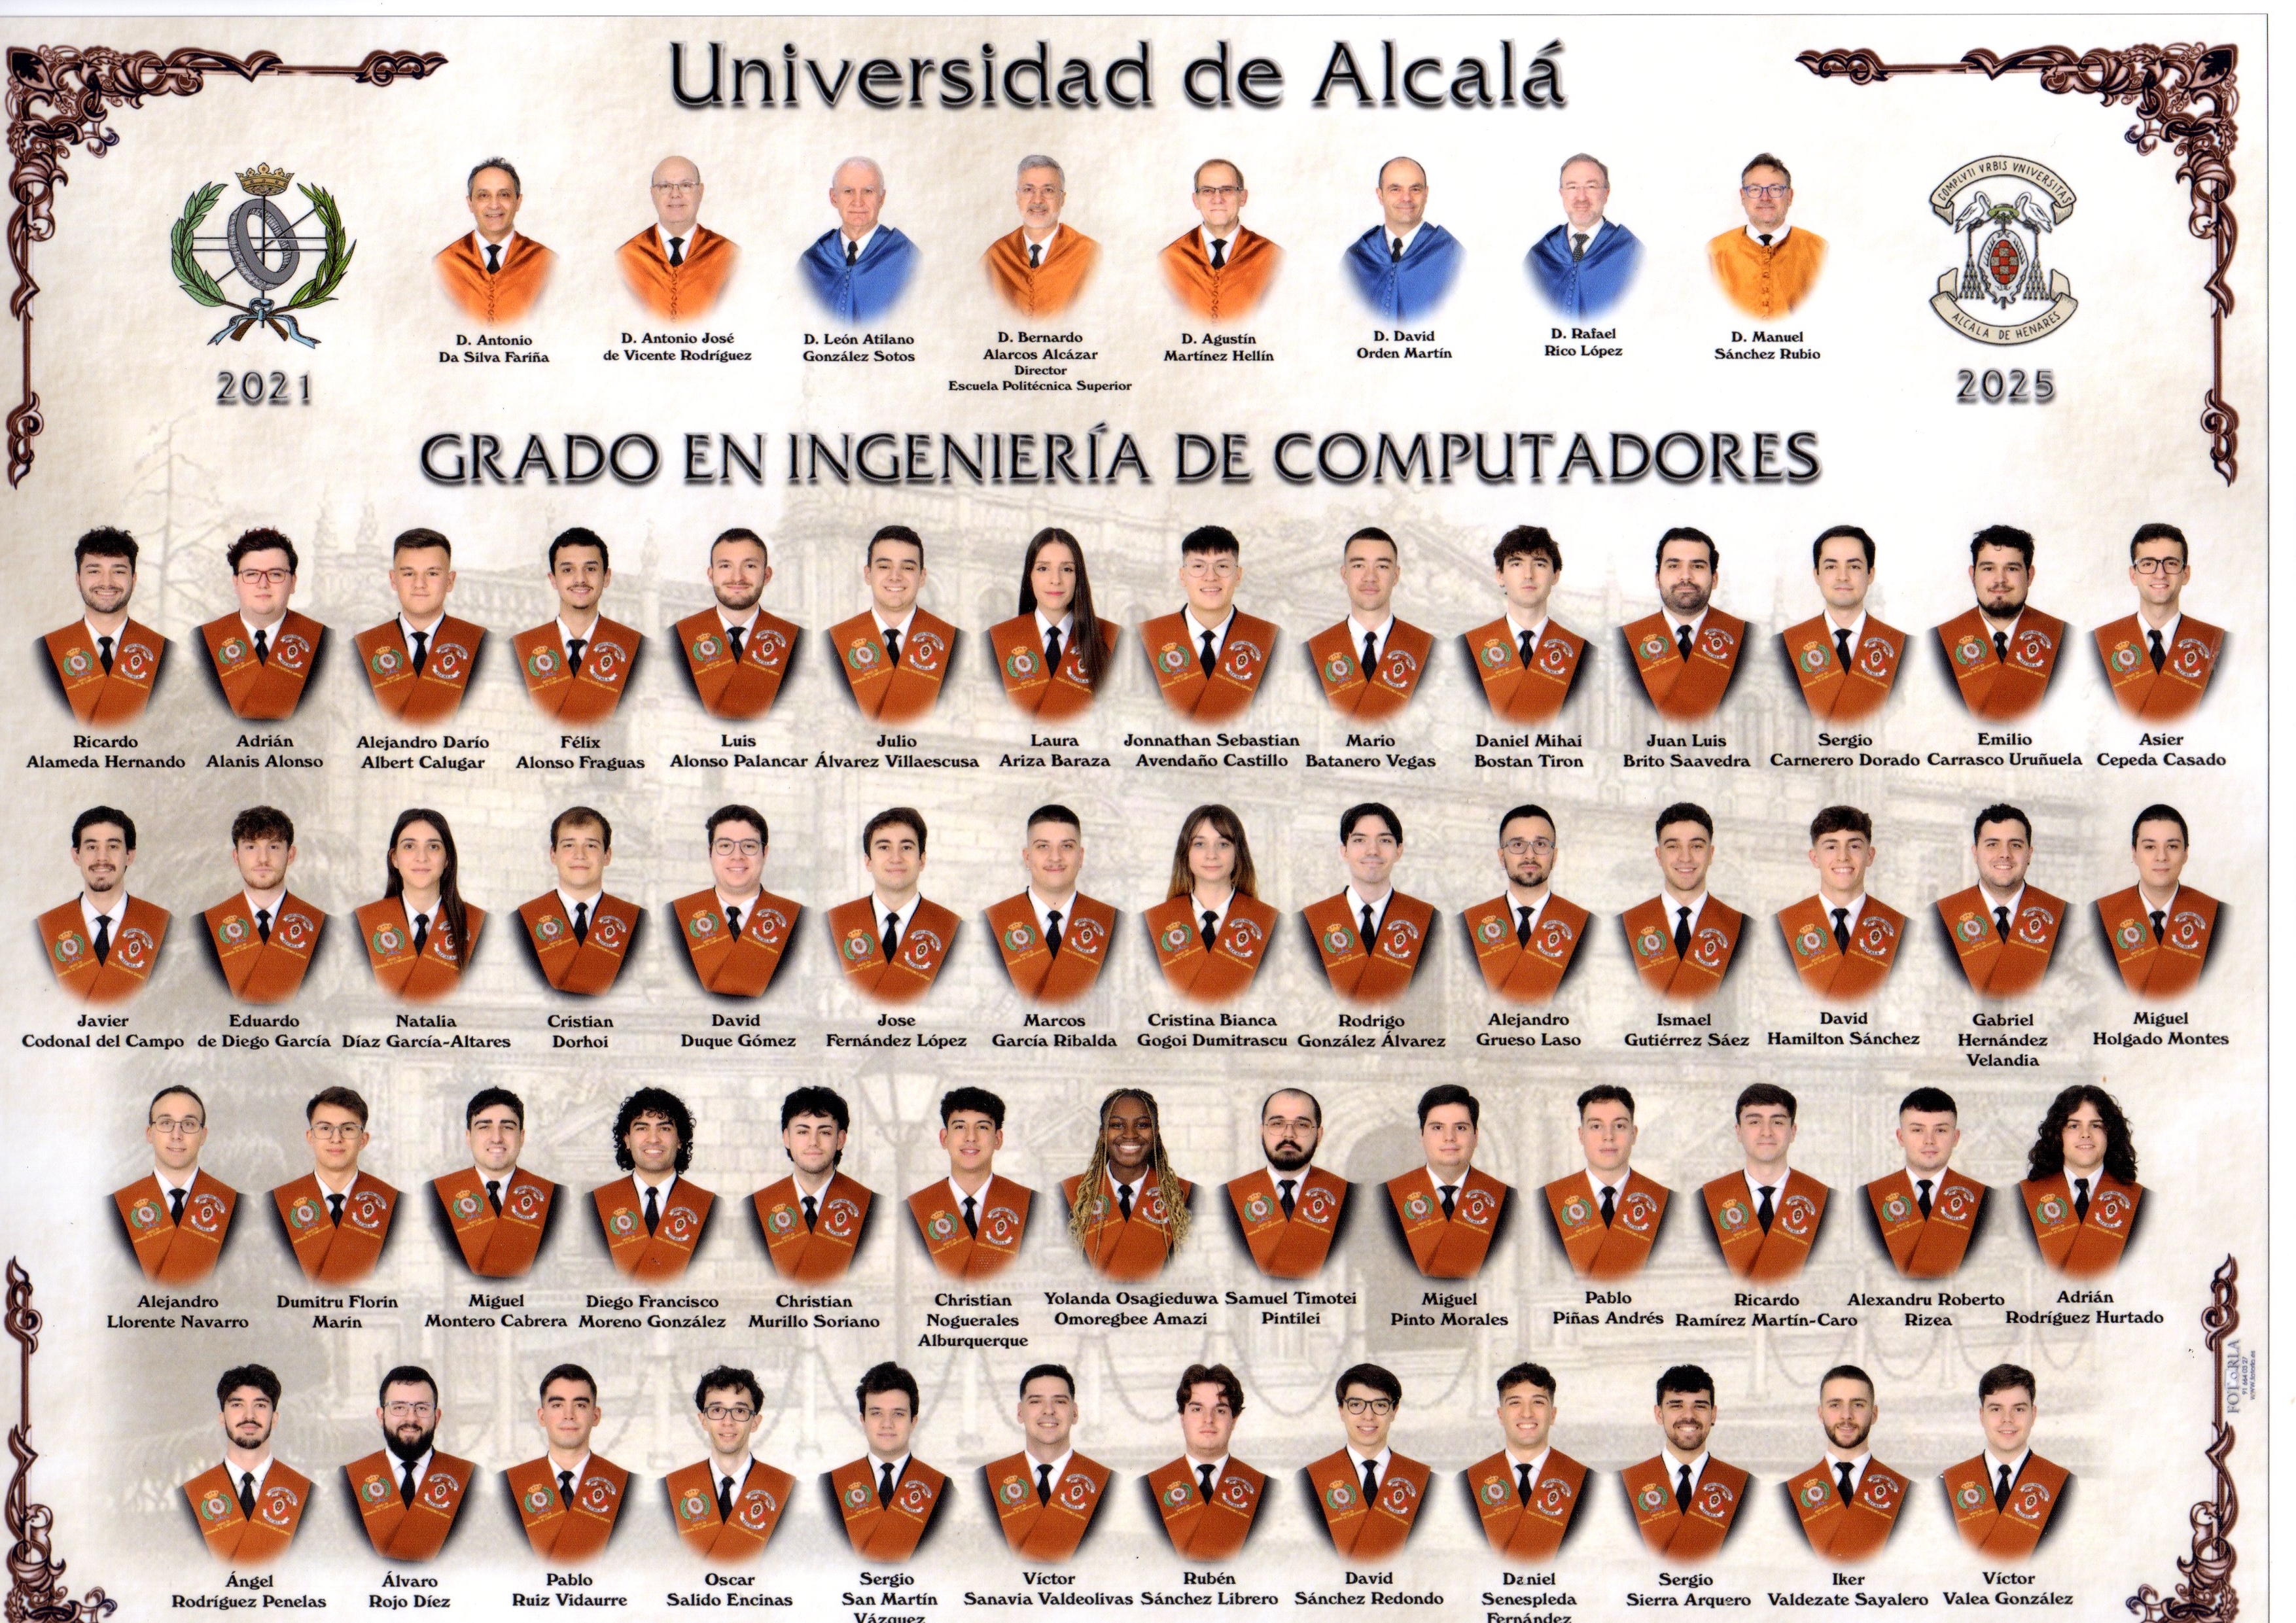 Universidad de Alcalá
COMPLVTI VRBIS VNIVERSITAS
ALCALA DE HENARES
D. Antonio
Da Silva Fariña
D. Antonio José
de Vicente Rodríguez
D. León Atilano
González Sotos
D. Bernardo
Alarcos Alcázar
Director
Escuela Politécnica Superior
D. Agustín
Martínez Hellín
D. David
Orden Martín
D. Rafael
Rico López
D. Manuel
Sánchez Rubio
2021
2025
GRADO EN INGENIERÍA DE COMPUTADORES
Ricardo
Alameda Hernando
Adrián
Alanis Alonso
Alejandro Darío
Albert Calugar
Félix
Alonso Fraguas
Luis
Alonso Palancar
Julio
Álvarez Villaescusa
Laura
Ariza Baraza
Jonnathan Sebastian
Avendaño Castillo
Mario
Batanero Vegas
Daniel Mihai
Bostan Tiron
Juan Luis
Brito Saavedra
Sergio
Carnerero Dorado
Emilio
Carrasco Uruñuela
Asier
Cepeda Casado
Javier
Codonal del Campo
Eduardo
de Diego García
Natalia
Díaz García-Altares
Cristian
Dorhoi
David
Duque Gómez
Jose
Fernández López
Marcos
García Ribalda
Cristina Bianca
Gogoi Dumitrascu
Rodrigo
González Álvarez
Alejandro
Grueso Laso
Ismael
Gutiérrez Sáez
David
Hamilton Sánchez
Gabriel
Hernández
Velandia
Miguel
Holgado Montes
Alejandro
Llorente Navarro
Dumitru Florin
Marin
Miguel
Montero Cabrera
Diego Francisco
Moreno González
Christian
Murillo Soriano
Christian
Noguerales
Alburquerque
Yolanda Osagieduwa
Omoregbee Amazi
Samuel Timotei
Pintilei
Miguel
Pinto Morales
Pablo
Piñas Andrés
Ricardo
Ramírez Martín-Caro
Alexandru Roberto
Rizea
Adrián
Rodríguez Hurtado
Ángel
Rodríguez Penelas
Álvaro
Rojo Díez
Pablo
Ruiz Vidaurre
Oscar
Salido Encinas
Sergio
San Martín
Vázquez
Víctor
Sanavia Valdeolivas
Rubén
Sánchez Librero
David
Sánchez Redondo
Daniel
Senespleda
Fernández
Sergio
Sierra Arquero
Iker
Valdezate Sayalero
Víctor
Valea González